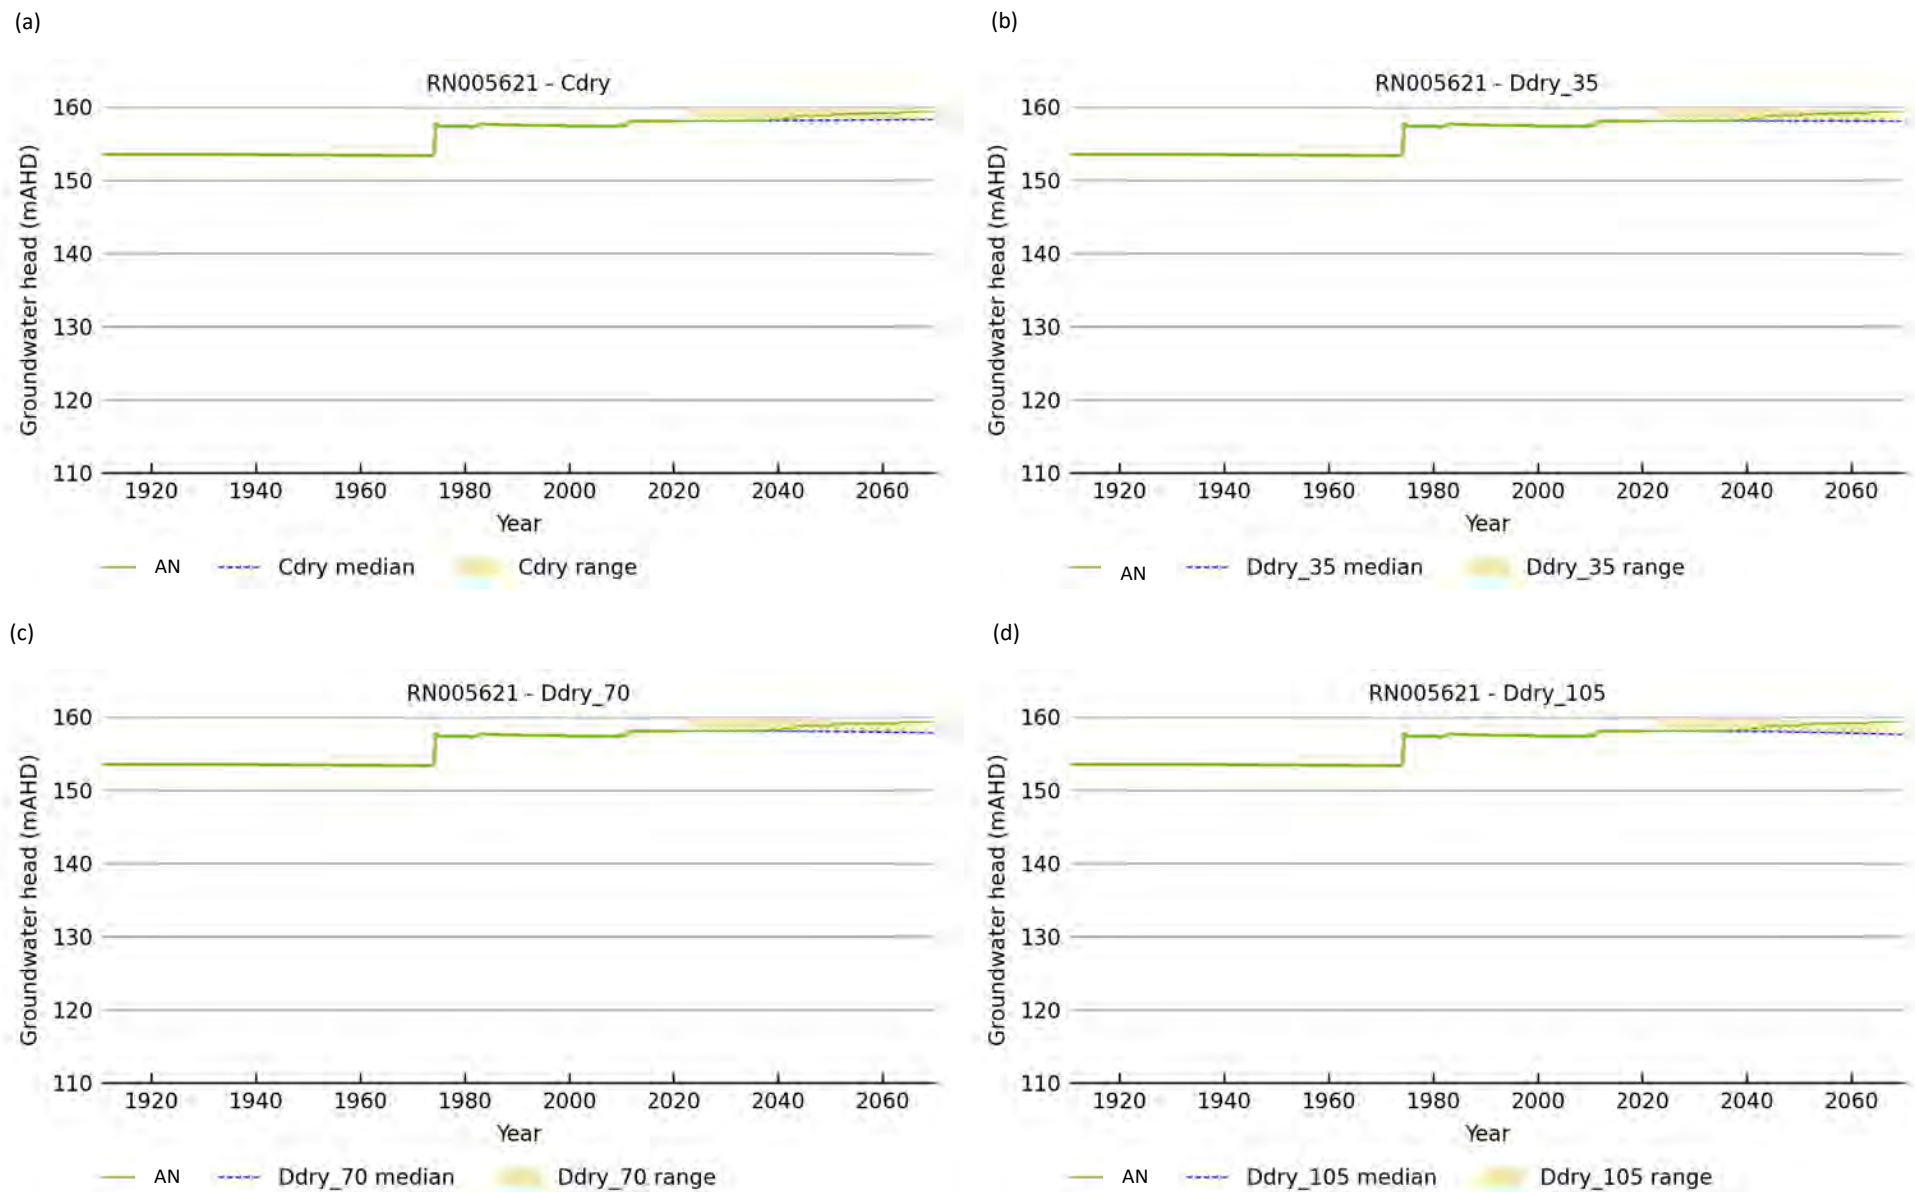 (a)
RN005621 - Cdry
Groundwater head (mAHD)
160
150
140
130
120
110
1920 1940 1960 1980 2000 2020 2040 2060
Year
AN Cdry median Cdry range
(b)
RN005621 - Ddry_35
Groundwater head (mAHD)
160
150
140
130
120
110
1920 1940 1960 1980 2000 2020 2040 2060
Year
AN Ddry_35 median Ddry_35 range
(c)
RN005621 - Ddry_70
Groundwater head (mAHD)
160
150
140
130
120
110
1920 1940 1960 1980 2000 2020 2040 2060
Year
AN Ddry_70 median Ddry_70 range
(d)
RN005621 - Ddry_105
Groundwater head (mAHD)
160
150
140
130
120
110
1920 1940 1960 1980 2000 2020 2040 2060
Year
AN Ddry_105 median Ddry_105 range